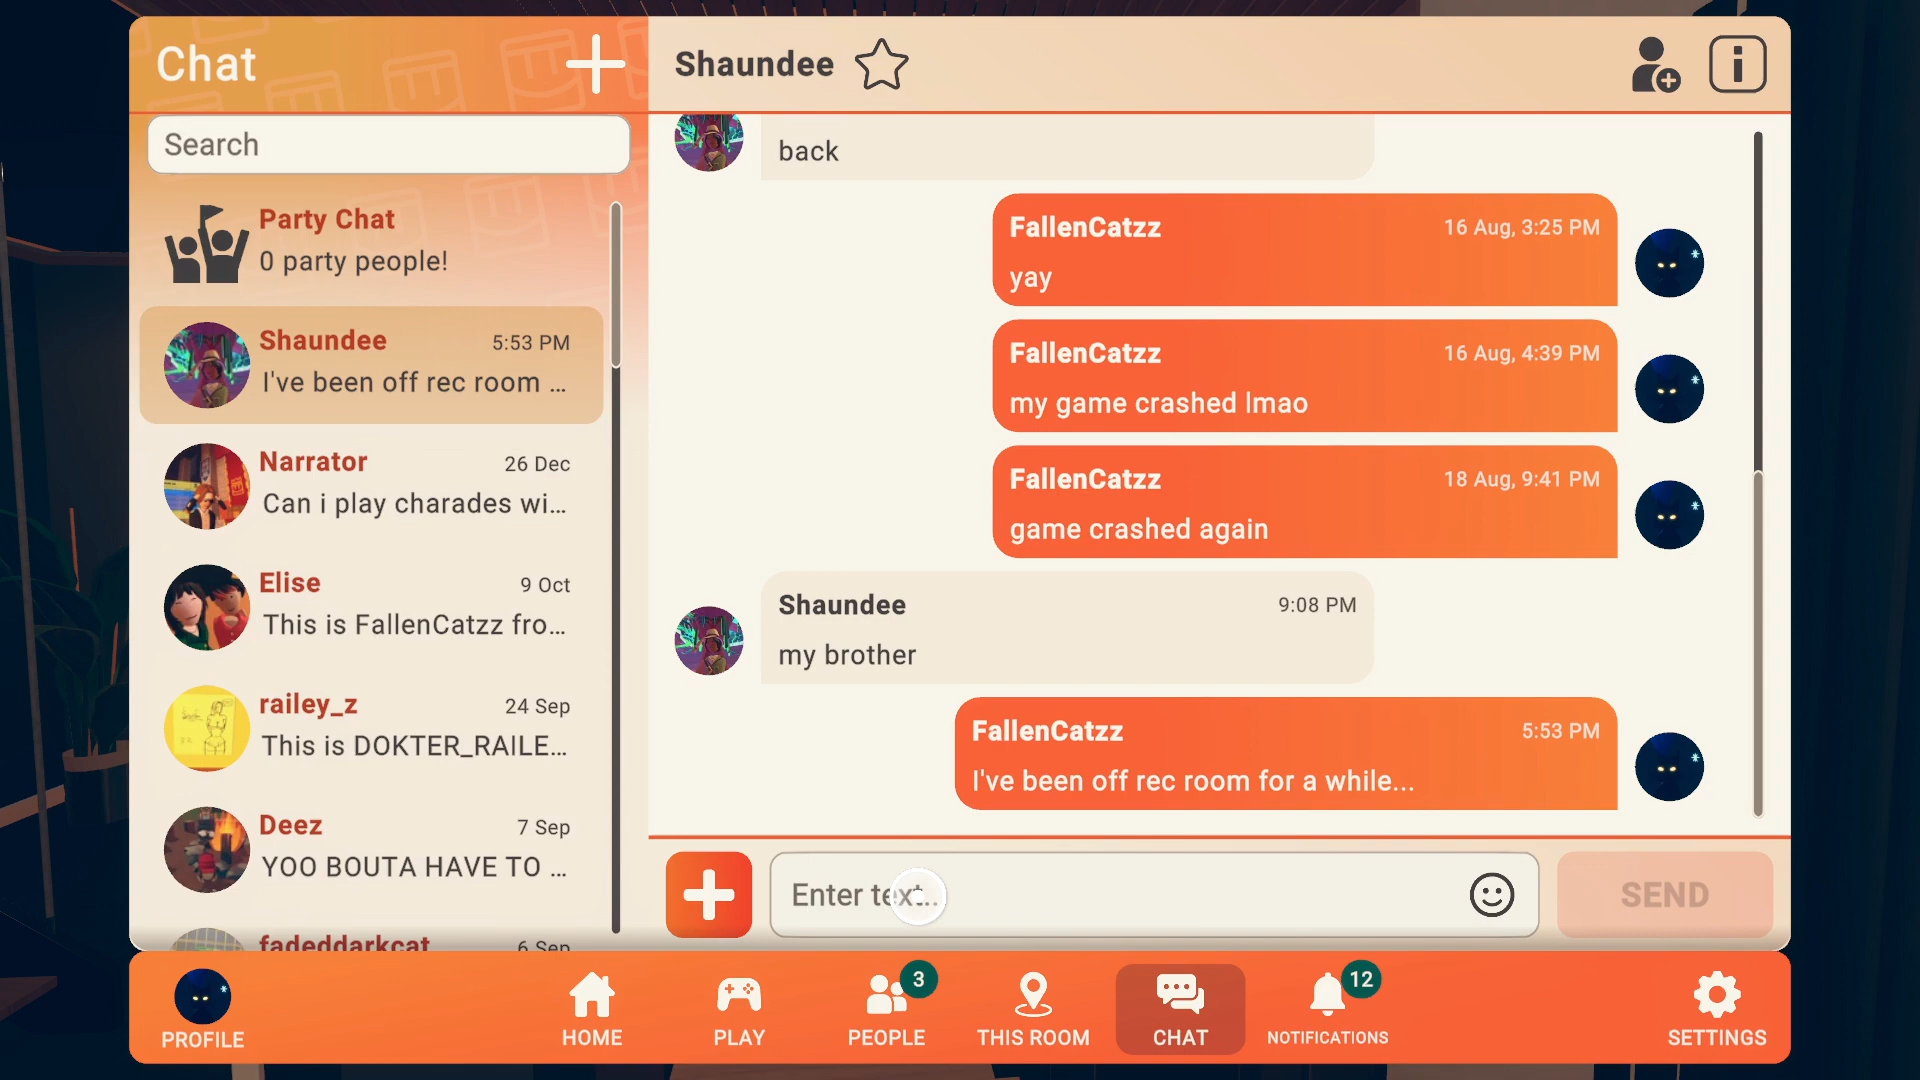 Chat
Search
Party Chat
0 party people!
Shaundee
5:53 PM
I've been off rec room ...
Narrator
26 Dec
Can i play charades wi...
Elise
9 Oct
This is FallenCatzz fro...
railey_z
24 Sep
This is DOKTER_RAILE...
Deez
7 Sep
YOO BOUTA HAVE TO ...
fadeddarkcat
6 Sep
Shaundee
back
FallenCatzz
16 Aug, 3:25 PM
yay
FallenCatzz
16 Aug, 4:39 PM
my game crashed lmao
FallenCatzz
18 Aug, 9:41 PM
game crashed again
Shaundee
9:08 PM
my brother
FallenCatzz
5:53 PM
I've been off rec room for a while...
Enter text...
SEND
PROFILE
HOME
PLAY
3
PEOPLE
THIS ROOM
CHAT
12
NOTIFICATIONS
SETTINGS